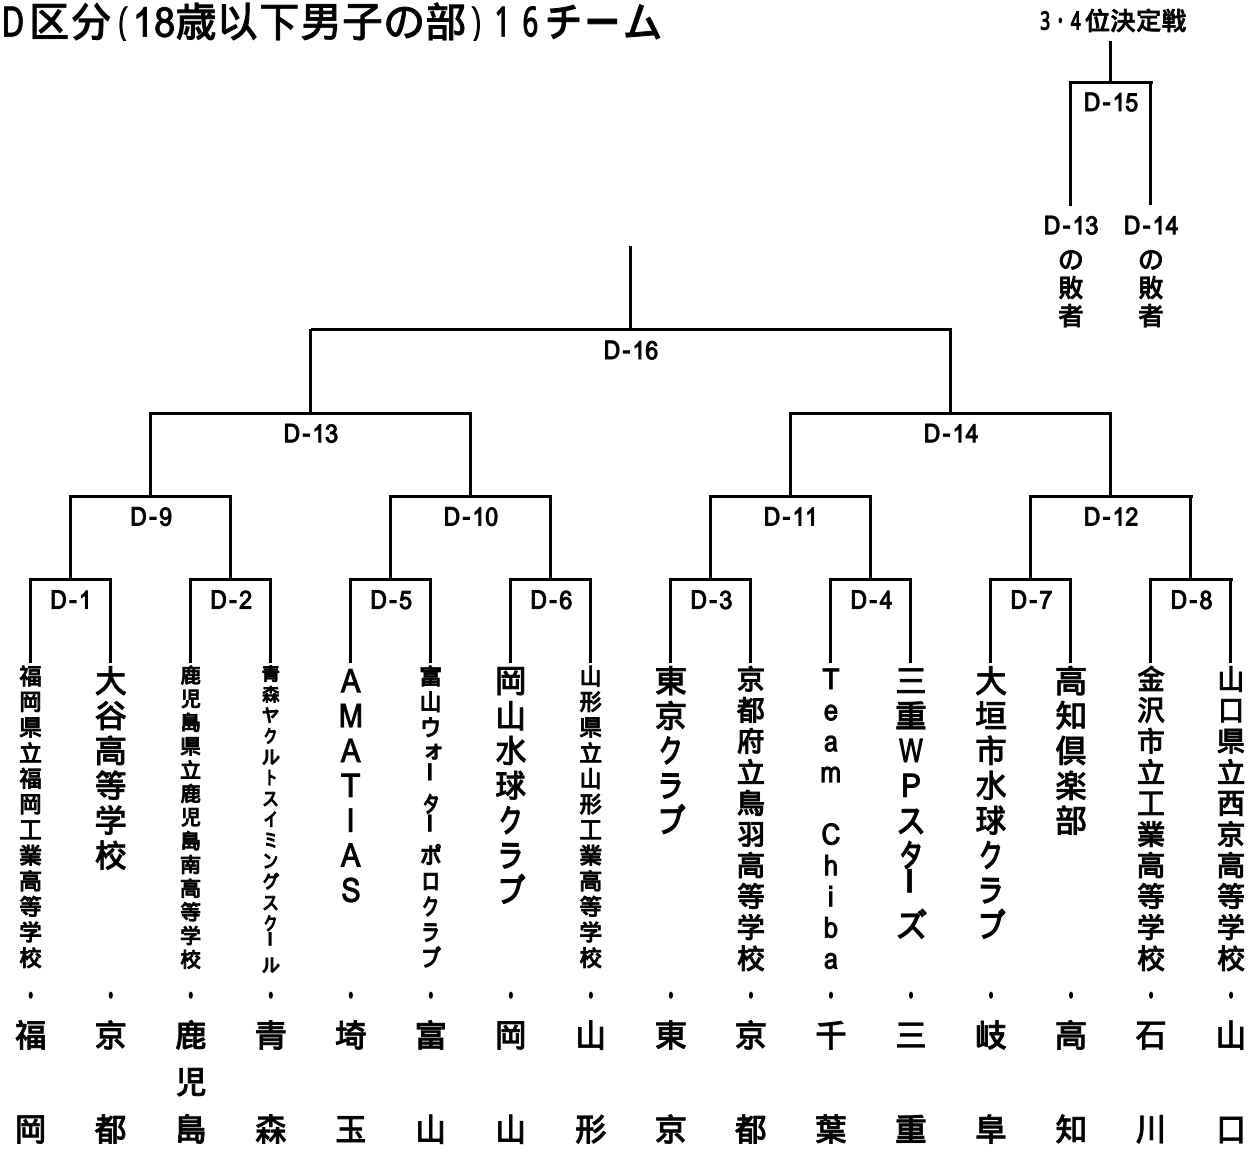 D区分(18歳以下男子の部)16チーム
3・4位決定戦
D-15
D-13の敗者
D-14の敗者
D-16
D-13
D-14
D-9
D-10
D-11
D-12
D-1
D-2
D-5
D-6
D-3
D-4
D-7
D-8
福岡県立福岡工業高等学校・福岡
大谷高等学校・京都
鹿児島県立鹿児島南高等学校・鹿児島
青森ヤクルトスイミングスクール・青森
AMATIAS・埼玉
富山ウォーターポロクラブ・富山
岡山水球クラブ・岡山
山形県立山形工業高等学校・山形
東京クラブ・東京
京都府立鳥羽高等学校・京都
Team Chiba・千葉
三重WPスターズ・三重
大垣市水球クラブ・岐阜
高知倶楽部・高知
金沢市立工業高等学校・石川
山口県立西京高等学校・山口